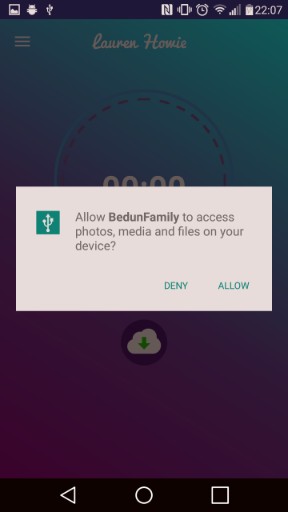 22:07
Lauren Howie
00:00
Allow BedunFamily to access
photos, media and files on your
device?
DENY
ALLOW